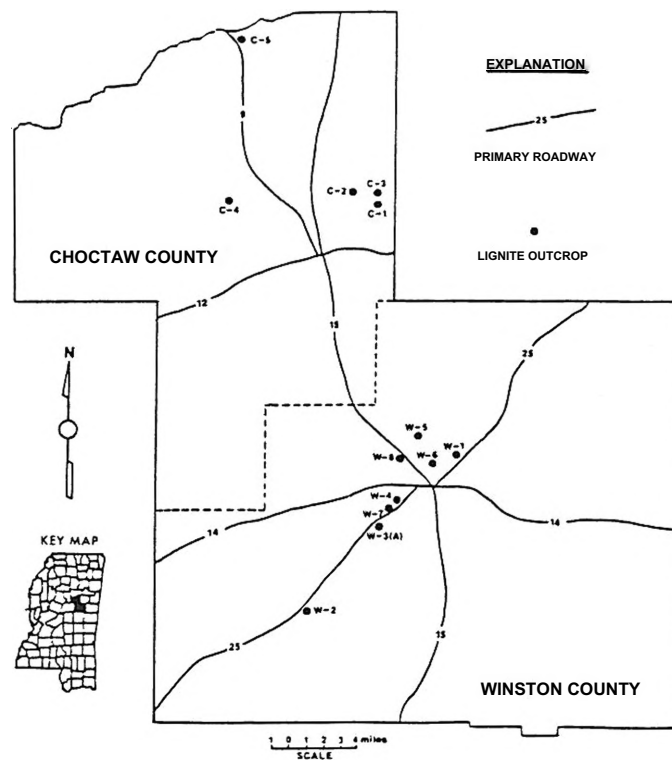 C-5
EXPLANATION
9
25
PRIMARY ROADWAY
C-2
C-3
C-4
C-1
LIGNITE OUTCROP
CHOCTAW COUNTY
12
15
25
N
W-5
W-1
W-8
W-6
W-4
W-7
14
14
W-3(A)
KEY MAP
W-2
25
15
WINSTON COUNTY
1 0 1 2 3 4 miles
SCALE